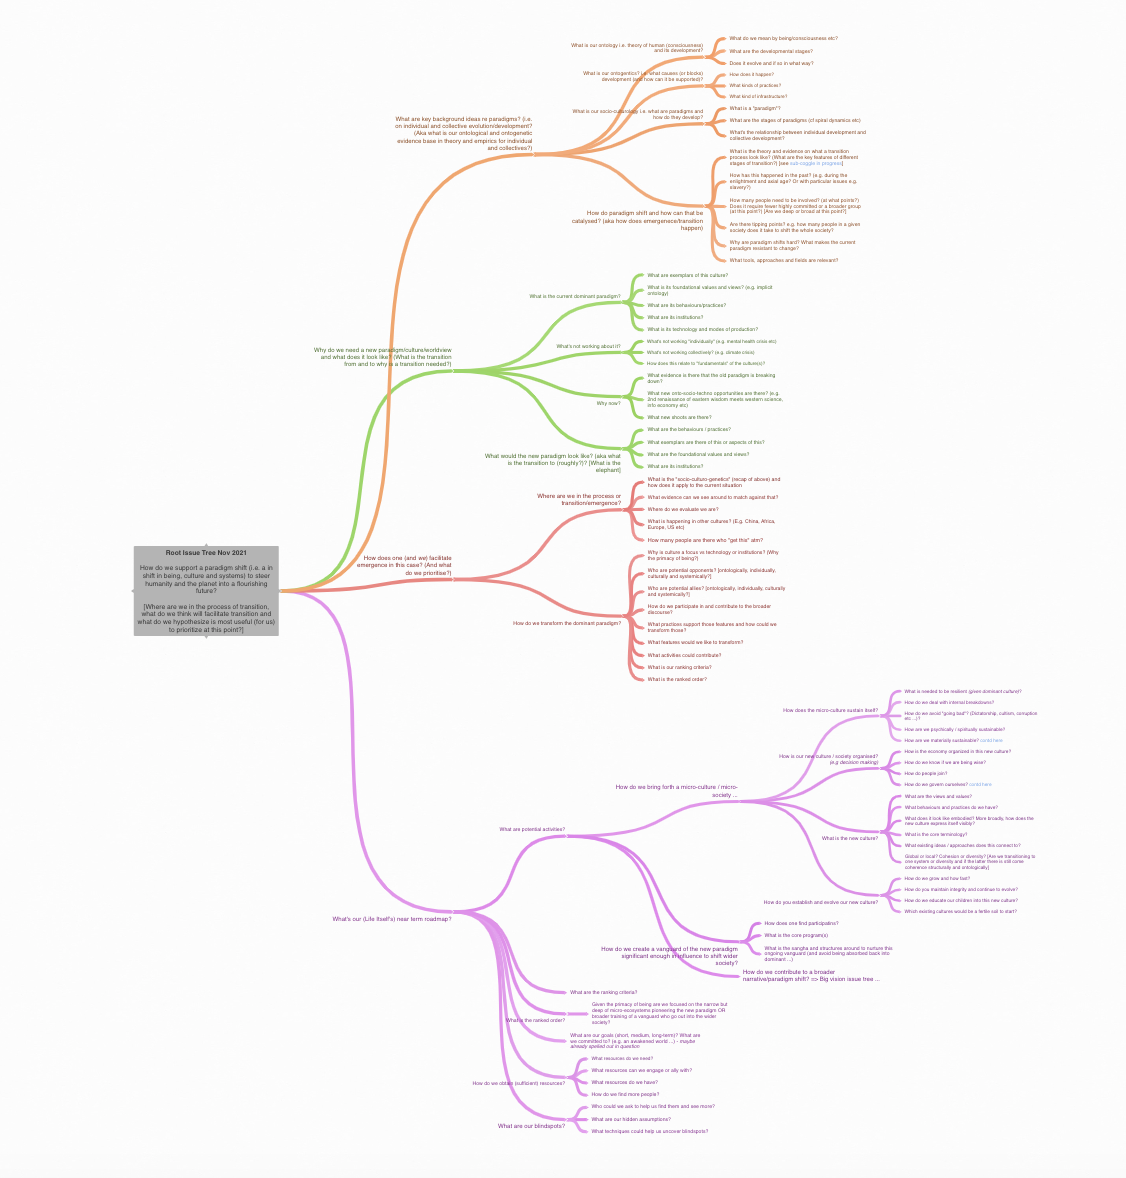 Root Issue Tree Nov 2021
How do we support a paradigm shift (i.e. a in
shift in being, culture and systems) to steer
humanity and the planet into a flourishing
future?
[Where are we in the process of transition,
what do we think will facilitate transition and
what do we hypothesize is most useful (for us)
to prioritize at this point?]
What are key background ideas re paradigms? (i.e.
on individual and collective evolution/development?
(Aka what is our ontological and ontogenetic
evidence base in theory and empirics for individual
and collectives?)
What is our ontology i.e. theory of human (consciousness)
and its development?
What do we mean by being/consciousness etc?
What are the developmental stages?
Does it evolve and if so in what way?
What is our ontogentics? i.e. what causes (or blocks)
development (and how can it be supported)?
How does it happen?
What kinds of practices?
What kind of infrastructure?
What is our socio-culturology i.e. what are paradigms and
how do they develop?
What is a "paradigm"?
What are the stages of paradigms (cf spiral dynamics etc)
What's the relationship between individual development and
collective development?
How do paradigm shift and how can that be
catalysed? (aka how does emergenece/transition
happen)
What is the theory and evidence on what a transition
process look like? (What are the key features of different
stages of transition?) [see sub-coggle in progress]
How has this happened in the past? (e.g. during the
enlightment and axial age? Or with particular issues e.g.
slavery?)
How many people need to be involved? (at what points?)
Does it require fewer highly committed or a broader group
(at this point?) [Are we deep or broad at this point?]
Are there tipping points? e.g. how many people in a given
society does it take to shift the whole society?
Why are paradigm shifts hard? What makes the current
paradigm resistant to change?
What tools, approaches and fields are relevant?
Why do we need a new paradigm/culture/worldview
and what does it look like? (What is the transition
from and to why is a transition needed?)
What is the current dominant paradigm?
What are exemplars of this culture?
What is its foundational values and views? (e.g. implicit
ontology)
What are its behaviours/practices?
What are its institutions?
What is its technology and modes of production?
What's not working about it?
What's not working "individually" (e.g. mental health crisis etc)
What's not working collectively? (e.g. climate crisis)
How does this relate to "fundamentals" of the culture(s)?
Why now?
What evidence is there that the old paradigm is breaking
down?
What new onto-socio-techno opportunities are there? (e.g.
2nd renaissance of eastern wisdom meets western science,
info economy etc)
What new shoots are there?
What would the new paradigm look like? (aka what
is the transition to (roughly?)? [What is the
elephant]
What are the behaviours / practices?
What exemplars are there of this or aspects of this?
What are the foundational values and views?
What are its institutions?
How does one (and we) facilitate
emergence in this case? (And what
do we prioritise?)
Where are we in the process or
transition/emergence?
What is the "socio-culturo-genetics" (recap of above) and
how does it apply to the current situation
What evidence can we see around to match against that?
Where do we evaluate we are?
What is happening in other cultures? (E.g. China, Africa,
Europe, US etc)
How many people are there who "get this" atm?
How do we transform the dominant paradigm?
Why is culture a focus vs technology or institutions? (Why
the primacy of being?)
Who are potential opponents? [ontologically, individually,
culturally and systemically?]
Who are potential allies? [ontologically, individually, culturally
and systemically?]
How do we participate in and contribute to the broader
discourse?
What practices support those features and how could we
transform those?
What features would we like to transform?
What activities could contribute?
What is our ranking criteria?
What is the ranked order?
What's our (Life Itself's) near term roadmap?
What are potential activities?
How do we bring forth a micro-culture / micro-
society ...
How does the micro-culture sustain itself?
What is needed to be resilient (given dominant culture)?
How do we deal with internal breakdowns?
How do we avoid "going bad"? (Dictatorship, cultism, corruption
etc ...)?
How are we psychically / spiritually sustainable?
How are we materially sustainable? cont'd here
How is our new culture / society organised?
(e.g decision making)
How is the economy organized in this new culture?
How do we know if we are being wise?
How do people join?
How do we govern ourselves? cont'd here
What is the new culture?
What are the views and values?
What behaviours and practices do we have?
What does it look like embodied? More broadly, how does the
new culture express itself visibly?
What is the core terminology?
What existing ideas / approaches does this connect to?
Global or local? Cohesion or diversity? [Are we transitioning to
one system or diversity and if the latter there is still come
coherence structurally and ontologically]
How do you establish and evolve our new culture?
How do we grow and how fast?
How do you maintain integrity and continue to evolve?
How do we educate our children into this new culture?
Which existing cultures would be a fertile soil to start?
How do we create a vanguard of the new paradigm
significant enough in influence to shift wider
society?
How does one find participatins?
What is the core program(s)
What is the sangha and structures around to nurture this
ongoing vanguard (and avoid being absorbed back into
dominant ...)
How do we contribute to a broader
narrative/paradigm shift? => Big vision issue tree ...
What are the ranking criteria?
What is the ranked order?
Given the primacy of being are we focused on the narrow but
deep of micro-ecosystems pioneering the new paradigm OR
broader training of a vanguard who go out into the wider
society?
What are our goals (short, medium, long-term)? What are
we committed to? (e.g. an awakened world ...) - maybe
already spelled out in question
How do we obtain (sufficient) resources?
What resources do we need?
What resources can we engage or ally with?
What resources do we have?
How do we find more people?
What are our blindspots?
Who could we ask to help us find them and see more?
What are our hidden assumptions?
What techniques could help us uncover blindspots?